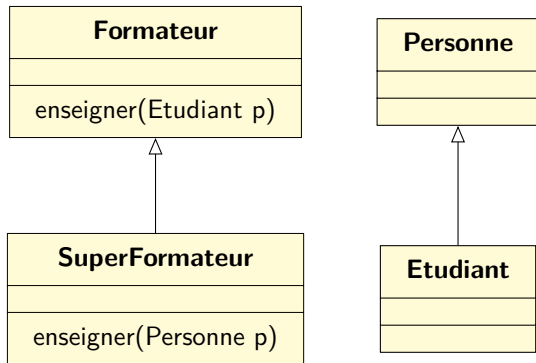 Formateur
enseigner(Etudiant p)
Personne
SuperFormateur
enseigner(Personne p)
Etudiant